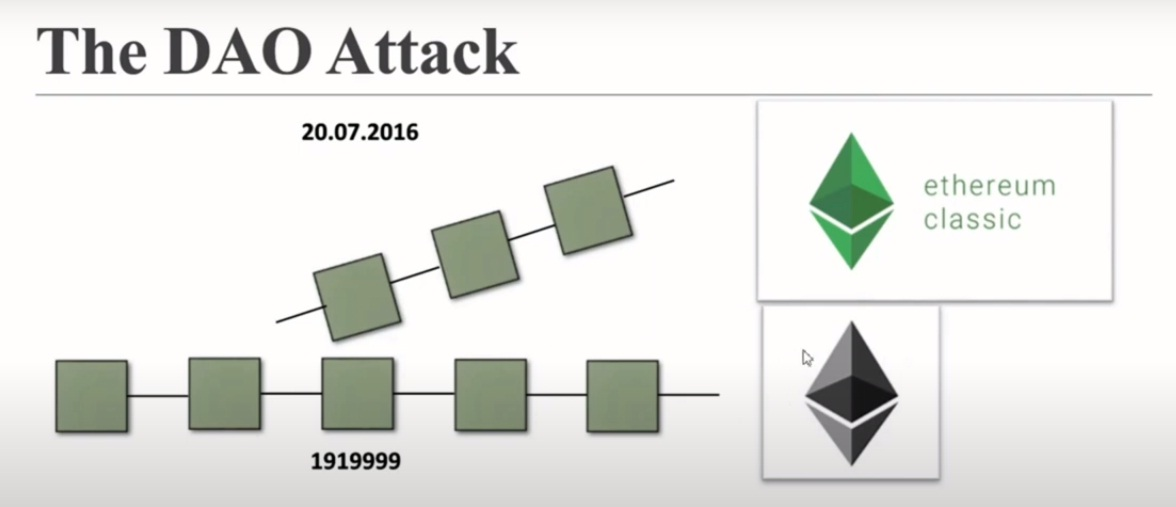 The DAO Attack
20.07.2016
ethereum
classic
1919999